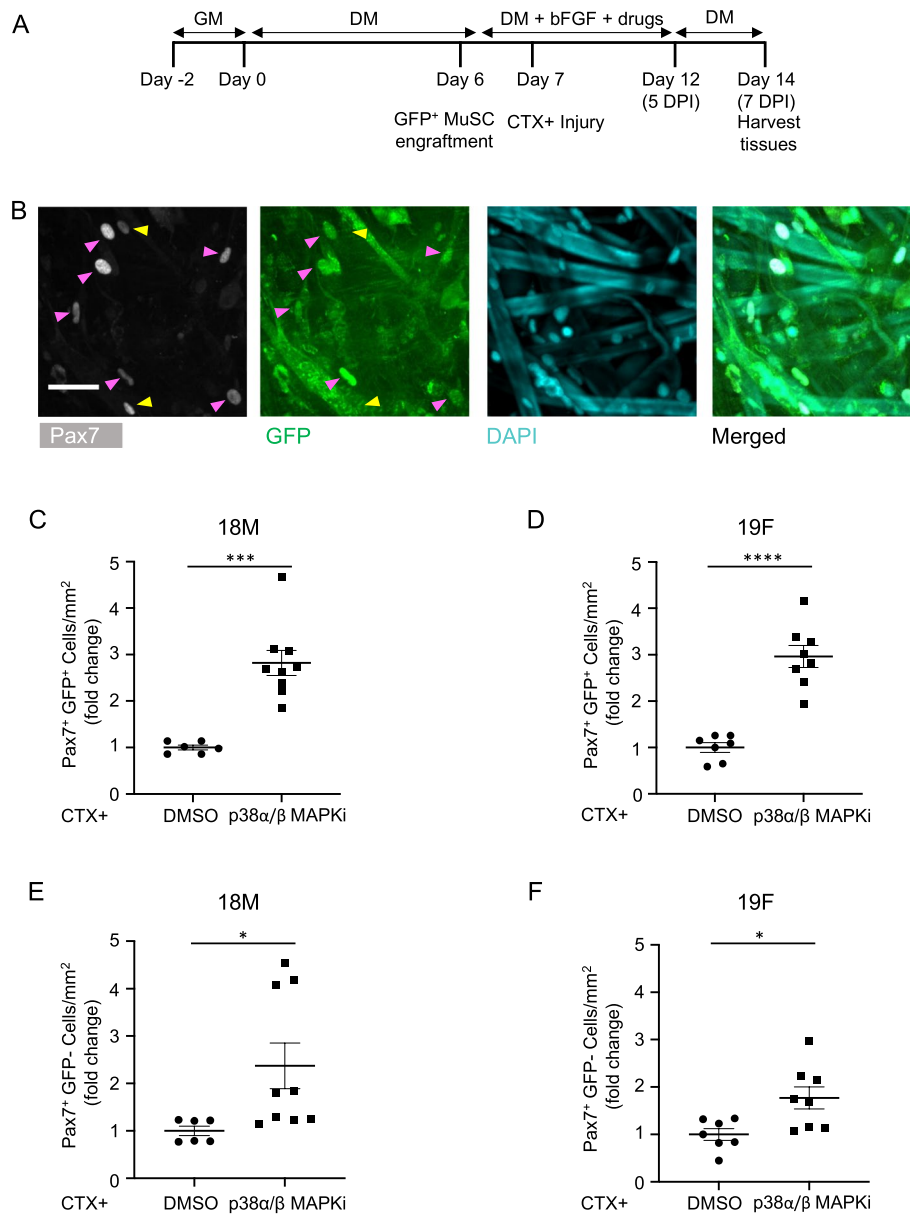 A
GM DM DM + bFGF + drugs DM
Day -2 Day 0 Day 6 Day 7 Day 12 Day 14
(5 DPI) (7 DPI)
GFP⁺ MuSC CTX+ Injury Harvest
engraftment tissues
B
Pax7 GFP DAPI Merged
C
18M
***
Pax7⁺ GFP⁺ Cells/mm²
(fold change)
5
4
3
2
1
0
CTX+ DMSO p38α/β MAPKi
D
19F
****
Pax7⁺ GFP⁺ Cells/mm²
(fold change)
5
4
3
2
1
0
CTX+ DMSO p38α/β MAPKi
E
18M
*
Pax7⁺ GFP- Cells/mm²
(fold change)
5
4
3
2
1
0
CTX+ DMSO p38α/β MAPKi
F
19F
*
Pax7⁺ GFP- Cells/mm²
(fold change)
5
4
3
2
1
0
CTX+ DMSO p38α/β MAPKi